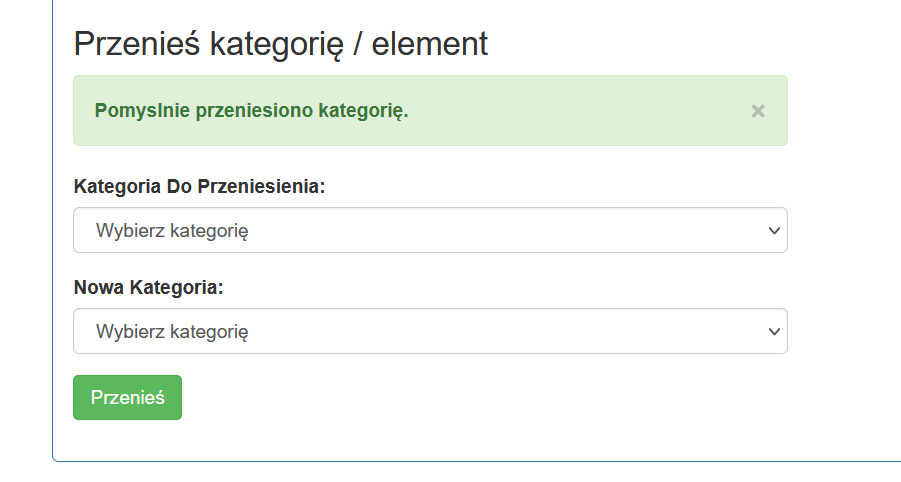 Przenieś kategorię / element
Pomyslnie przeniesiono kategorię.
×
Kategoria Do Przeniesienia:
Wybierz kategorię
Nowa Kategoria:
Wybierz kategorię
Przenieś